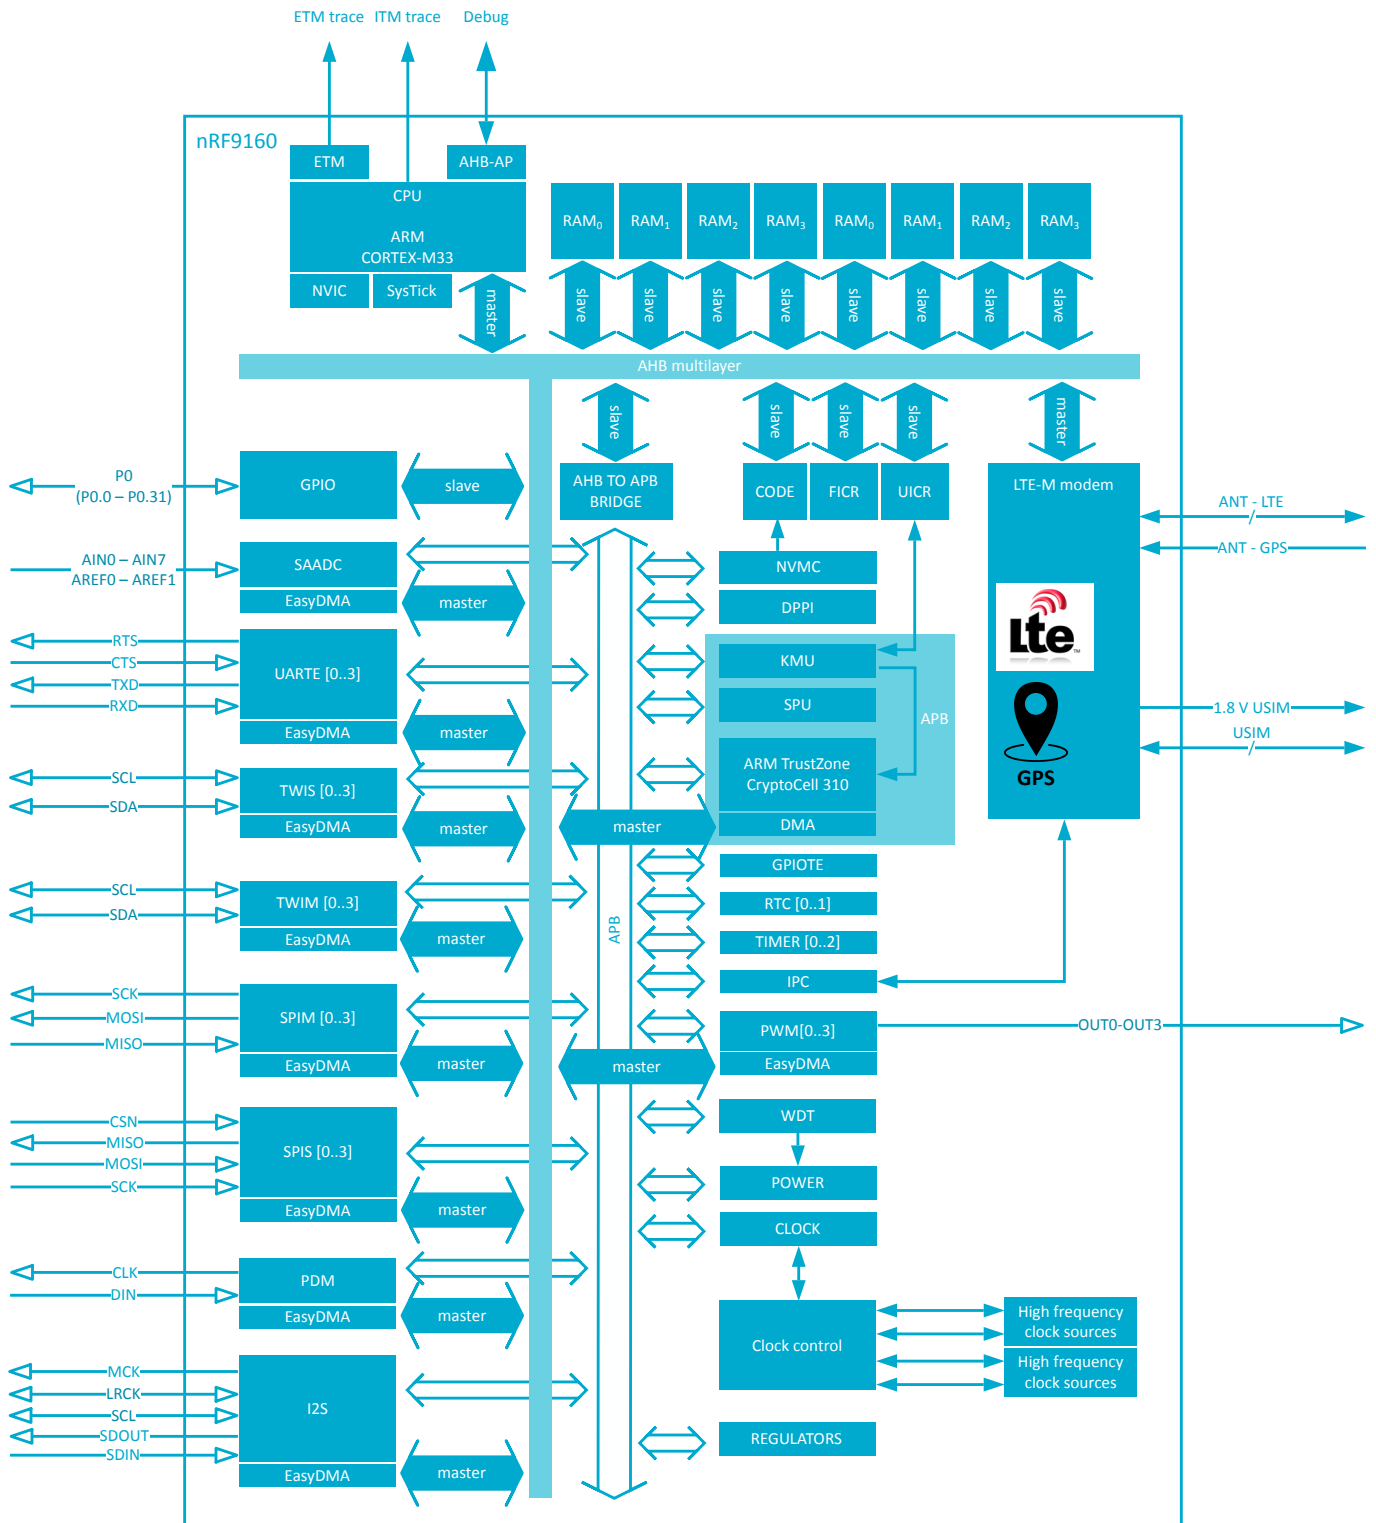 ETM trace ITM trace Debug
nRF9160
ETM
AHB-AP
CPU
ARM
CORTEX-M33
NVIC
SysTick
master
RAM0
RAM1
RAM2
RAM3
RAM0
RAM1
RAM2
RAM3
slave
slave
slave
slave
slave
slave
slave
slave
AHB multilayer
slave
slave
slave
slave
master
P0
(P0.0 – P0.31)
GPIO
slave
AHB TO APB
BRIDGE
CODE
FICR
UICR
LTE-M modem
ANT - LTE
ANT - GPS
AIN0 – AIN7
AREF0 – AREF1
SAADC
EasyDMA
master
NVMC
DPPI
Lte
TM
GPS
RTS
CTS
TXD
RXD
UARTE [0..3]
EasyDMA
master
KMU
SPU
APB
1.8 V USIM
USIM
SCL
SDA
TWIS [0..3]
EasyDMA
master
ARM TrustZone
CryptoCell 310
DMA
master
GPIOTE
SCL
SDA
TWIM [0..3]
EasyDMA
master
APB
RTC [0..1]
TIMER [0..2]
IPC
SCK
MOSI
MISO
SPIM [0..3]
EasyDMA
master
PWM[0..3]
EasyDMA
master
OUT0-OUT3
CSN
MISO
MOSI
SCK
SPIS [0..3]
EasyDMA
master
WDT
POWER
CLOCK
CLK
DIN
PDM
EasyDMA
master
Clock control
High frequency
clock sources
High frequency
clock sources
MCK
LRCK
SCL
SDOUT
SDIN
I2S
EasyDMA
master
REGULATORS